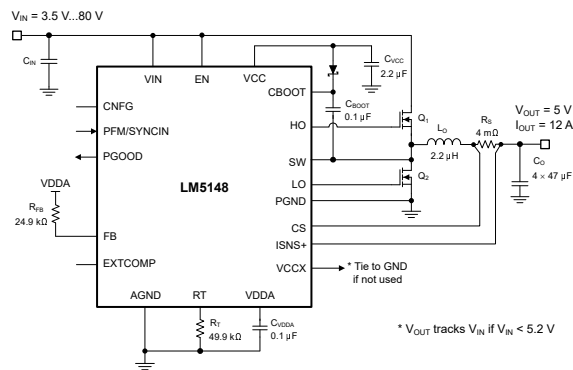 V_IN = 3.5 V...80 V
C_IN
VIN
EN
VCC
C_VCC
2.2 µF
CBOOT
CNFG
C_BOOT
0.1 µF
Q_1
HO
PFM/SYNCIN
L_O
R_S
4 mΩ
V_OUT = 5 V
I_OUT = 12 A
PGOOD
SW
2.2 µH
C_O
4 × 47 µF
VDDA
LM5148
LO
Q_2
R_FB
24.9 kΩ
PGND
FB
CS
ISNS+
EXTCOMP
VCCX
* Tie to GND
if not used
AGND
RT
VDDA
R_T
49.9 kΩ
C_VDDA
0.1 µF
* V_OUT tracks V_IN if V_IN < 5.2 V